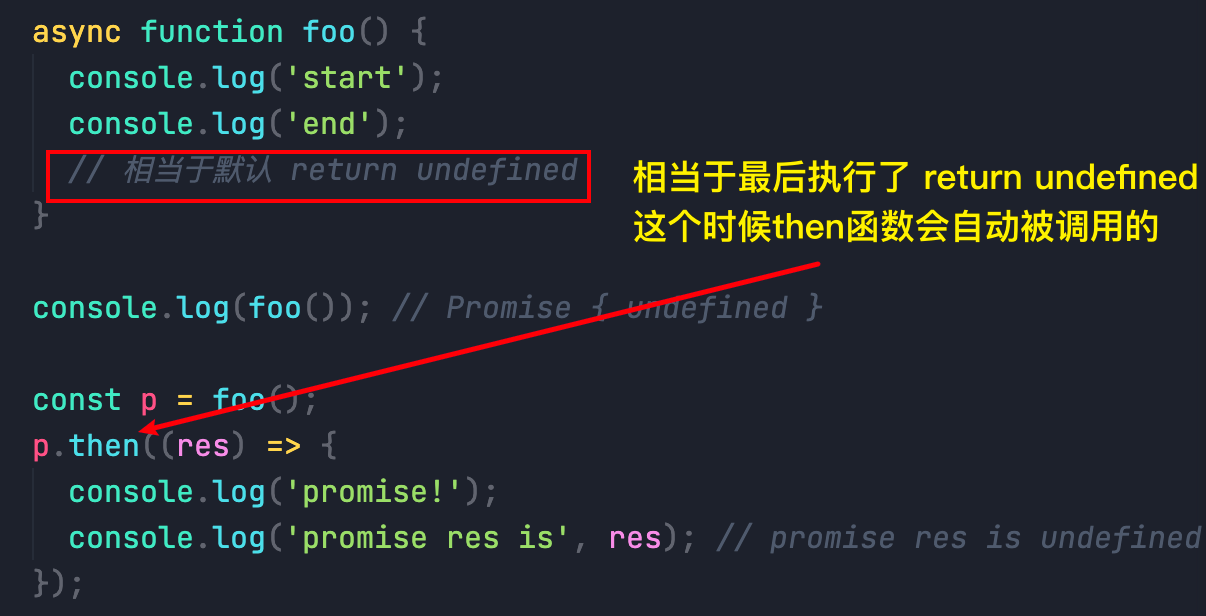 async function foo() {
console.log('start');
console.log('end');
// 相当于默认 return undefined
}
相当于最后执行了 return undefined
这个时候then函数会自动被调用的
console.log(foo()); // Promise { undefined }
const p = foo();
p.then((res) => {
console.log('promise!');
console.log('promise res is', res); // promise res is undefined
});